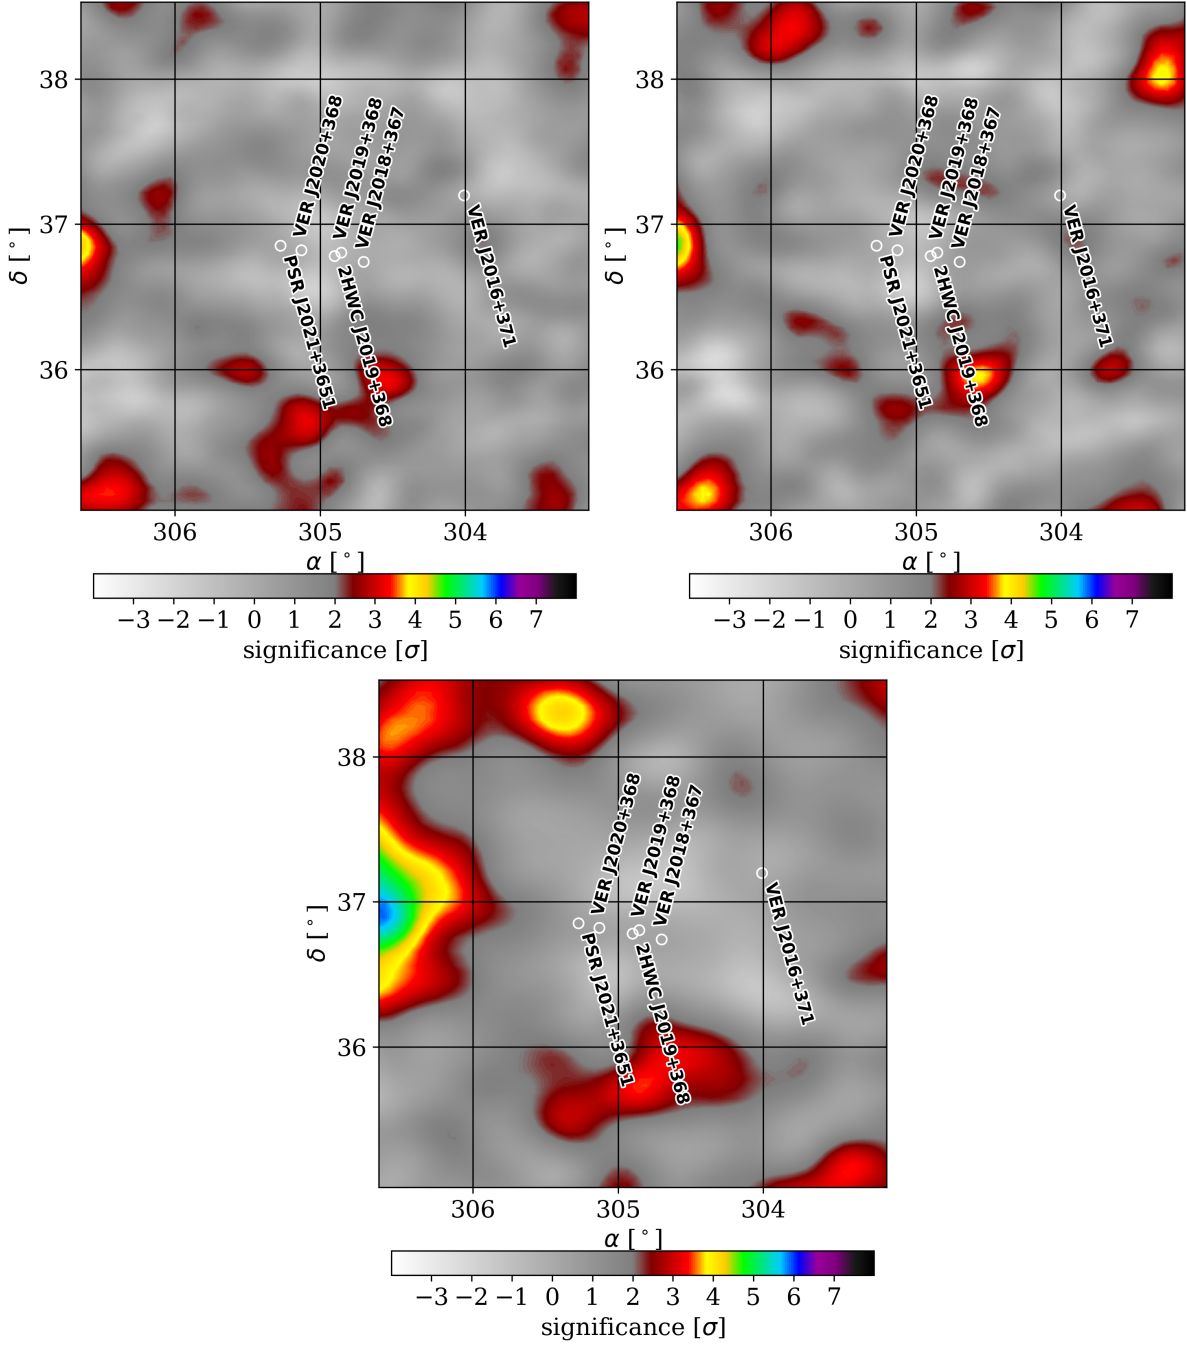 38
37
36
δ [°]
VER J2020+368
VER J2019+368
VER J2018+367
PSR J2021+3651
2HWC J2019+368
VER J2016+371
306
305
304
α [°]
−3 −2 −1 0 1 2 3 4 5 6 7
significance [σ]
38
37
36
δ [°]
VER J2020+368
VER J2019+368
VER J2018+367
PSR J2021+3651
2HWC J2019+368
VER J2016+371
306
305
304
α [°]
−3 −2 −1 0 1 2 3 4 5 6 7
significance [σ]
38
37
36
δ [°]
VER J2020+368
VER J2019+368
VER J2018+367
PSR J2021+3651
2HWC J2019+368
VER J2016+371
306
305
304
α [°]
−3 −2 −1 0 1 2 3 4 5 6 7
significance [σ]